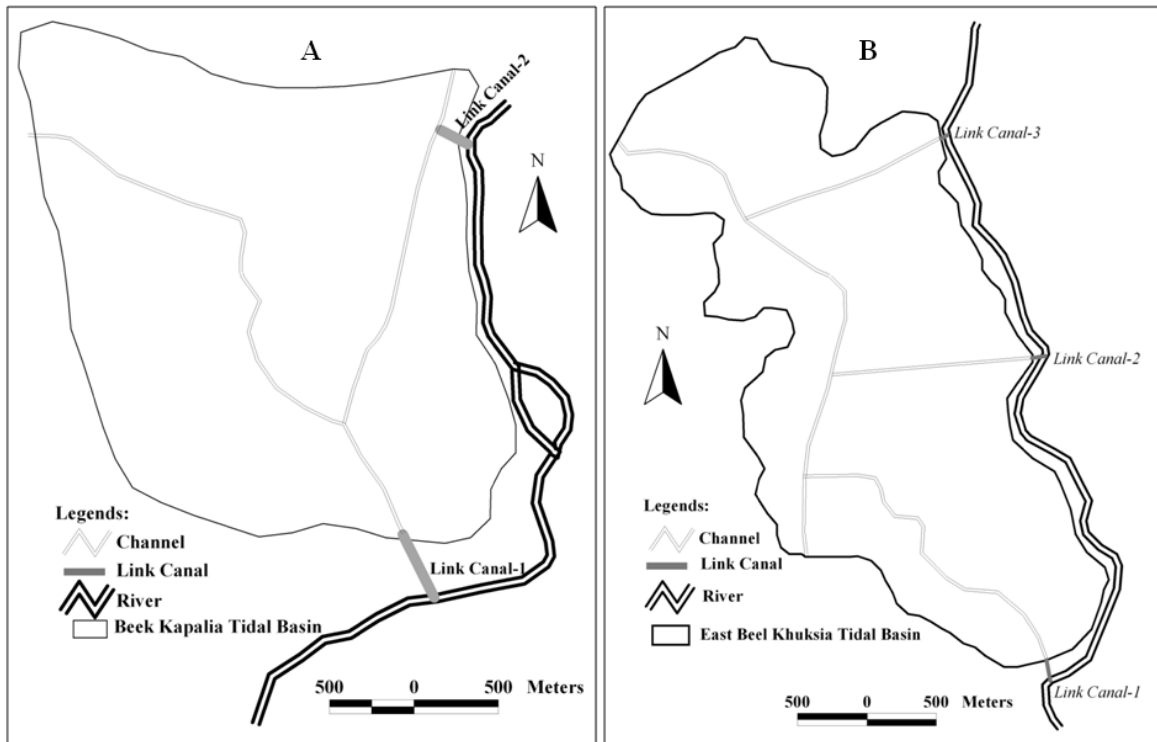 A
Link Canal-2
N
Legends:
Channel
Link Canal
River
Beek Kapalia Tidal Basin
Link Canal-1
500 0 500 Meters
B
Link Canal-3
Link Canal-2
N
Legends:
Channel
Link Canal
River
East Beel Khuksia Tidal Basin
Link Canal-1
500 0 500 Meters